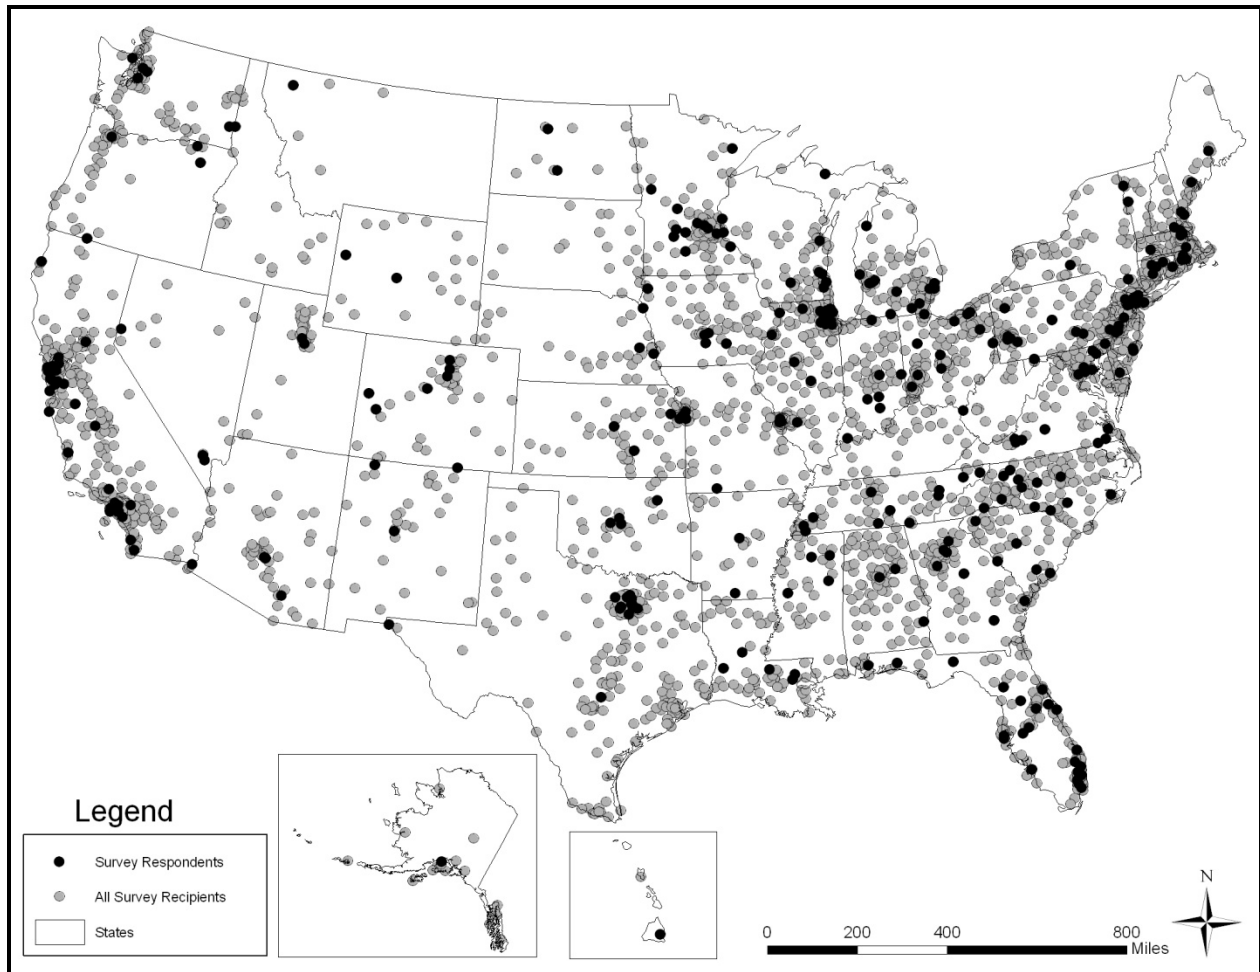 Legend
Survey Respondents
All Survey Recipients
States
N
0 200 400 800
Miles